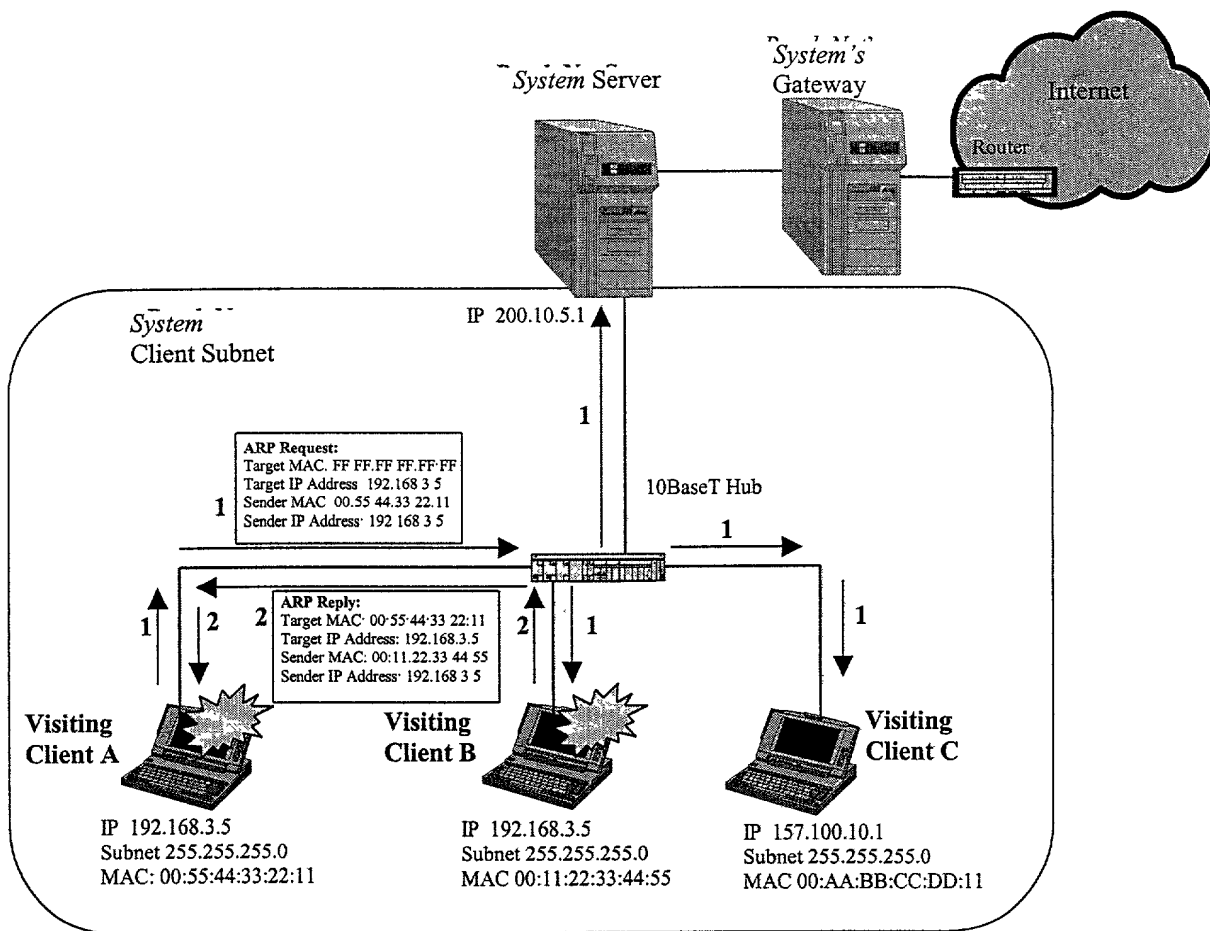 System Server
System's
Gateway
Internet
Router
IP 200.10.5.1
System
Client Subnet
1
ARP Request:
Target MAC. FF FF.FF FF.FF·FF
Target IP Address 192.168 3 5
Sender MAC 00.55 44.33 22.11
Sender IP Address· 192 168 3 5
1
10BaseT Hub
1
1
2
2
ARP Reply:
Target MAC· 00·55·44·33 22:11
Target IP Address: 192.168.3.5
Sender MAC: 00:11.22.33 44 55
Sender IP Address· 192.168 3 5
2
1
1
Visiting
Client A
Visiting
Client B
Visiting
Client C
IP 192.168.3.5
Subnet 255.255.255.0
MAC: 00:55:44:33:22:11
IP 192.168.3.5
Subnet 255.255.255.0
MAC 00:11:22:33:44:55
IP 157.100.10.1
Subnet 255.255.255.0
MAC 00:AA:BB:CC:DD:11